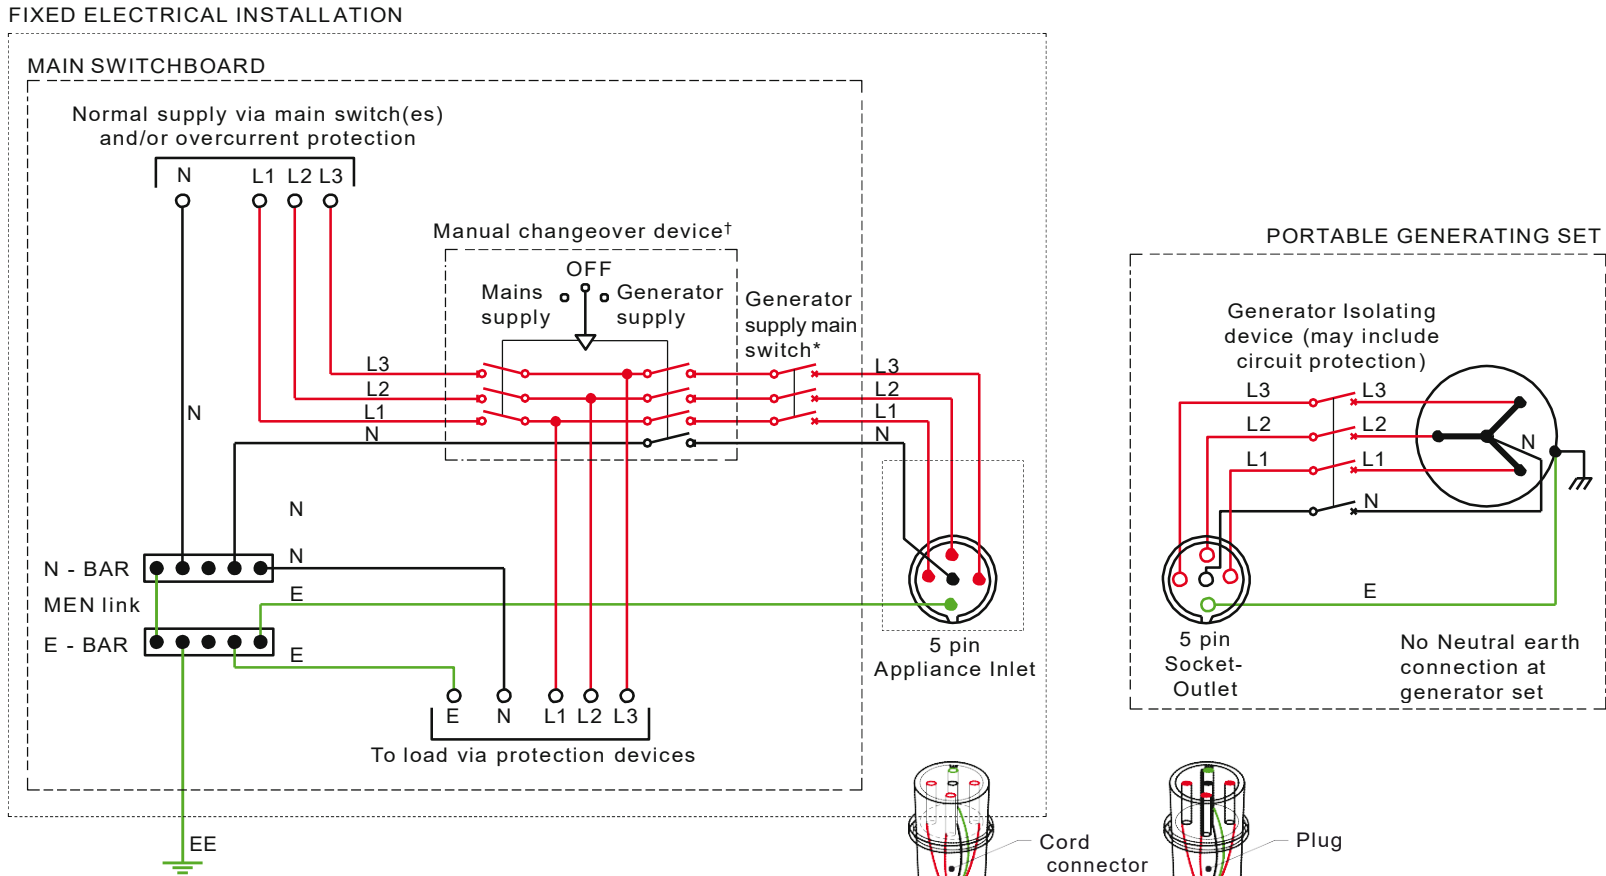 FIXED ELECTRICAL INSTALLATION
MAIN SWITCHBOARD
Normal supply via main switch(es)
and/or overcurrent protection
N L1 L2 L3
Manual changeover device†
OFF
Mains
supply
Generator
supply
Generator
supply main
switch*
L3 L3
L2 L2
L1 L1
N N
N
N
N
N - BAR
MEN link
E
E - BAR
E
E N L1 L2 L3
To load via protection devices
EE
5 pin
Appliance Inlet
PORTABLE GENERATING SET
Generator Isolating
device (may include
circuit protection)
L3 L3
L2 L2
N
L1 L1
N
E
5 pin
Socket-
Outlet
No Neutral earth
connection at
generator set
Cord
connector
Plug